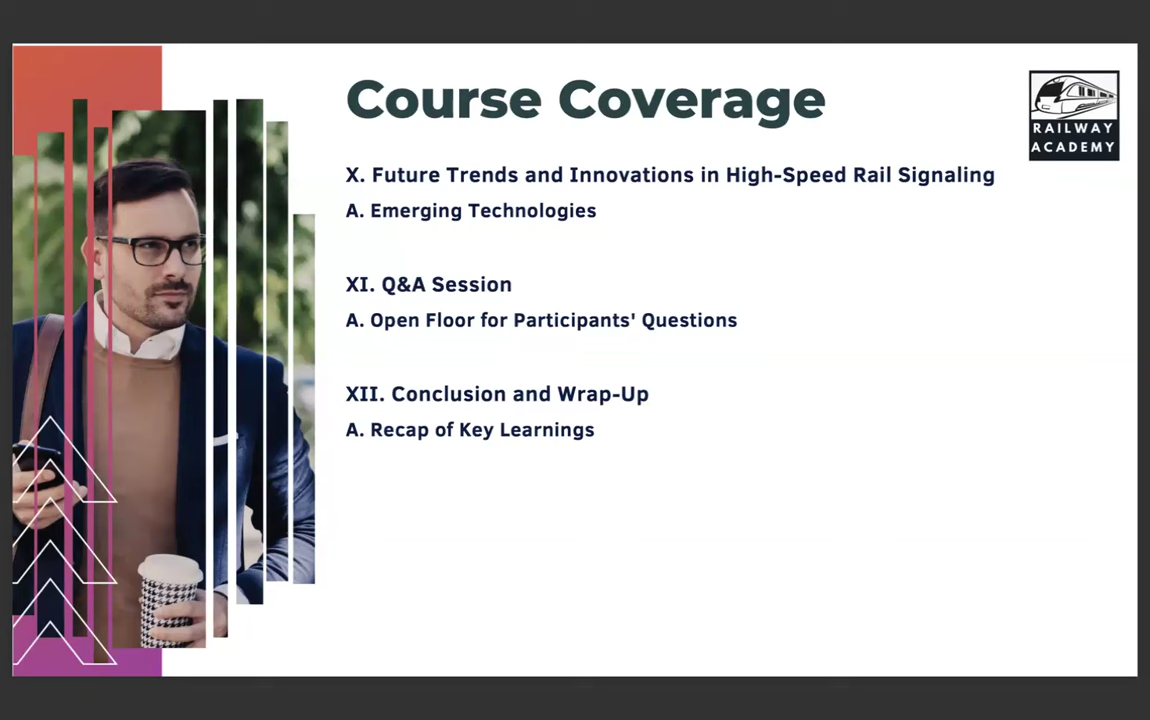 Course Coverage
RAILWAY
ACADEMY
X. Future Trends and Innovations in High-Speed Rail Signaling
A. Emerging Technologies
XI. Q&A Session
A. Open Floor for Participants' Questions
XII. Conclusion and Wrap-Up
A. Recap of Key Learnings